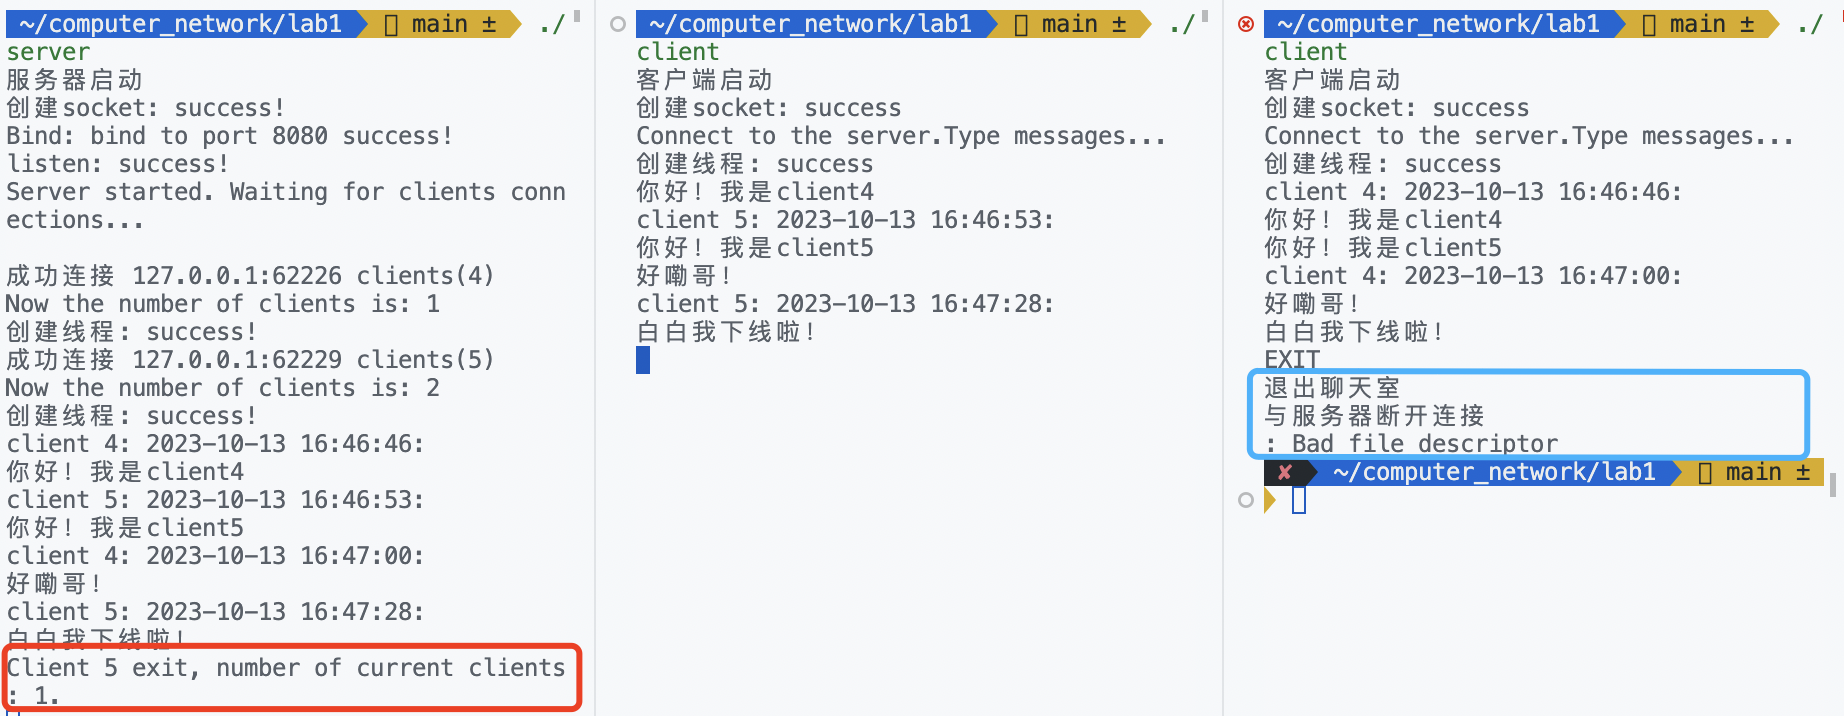 ~/computer_network/lab1 main ± ./
server
服务器启动
创建socket: success!
Bind: bind to port 8080 success!
listen: success!
Server started. Waiting for clients conn
ections...
成功连接 127.0.0.1:62226 clients(4)
Now the number of clients is: 1
创建线程: success!
成功连接 127.0.0.1:62229 clients(5)
Now the number of clients is: 2
创建线程: success!
client 4: 2023-10-13 16:46:46:
你好！我是client4
client 5: 2023-10-13 16:46:53:
你好！我是client5
client 4: 2023-10-13 16:47:00:
好嘞哥！
client 5: 2023-10-13 16:47:28:
白白我下线啦！
Client 5 exit, number of current clients
: 1.
~/computer_network/lab1 main ± ./
client
客户端启动
创建socket: success
Connect to the server.Type messages...
创建线程: success
你好！我是client4
client 5: 2023-10-13 16:46:53:
你好！我是client5
好嘞哥！
client 5: 2023-10-13 16:47:28:
白白我下线啦！
~/computer_network/lab1 main ± ./
client
客户端启动
创建socket: success
Connect to the server.Type messages...
创建线程: success
client 4: 2023-10-13 16:46:46:
你好！我是client4
你好！我是client5
client 4: 2023-10-13 16:47:00:
好嘞哥！
白白我下线啦！
EXIT
退出聊天室
与服务器断开连接
: Bad file descriptor
✘ ~/computer_network/lab1 main ±